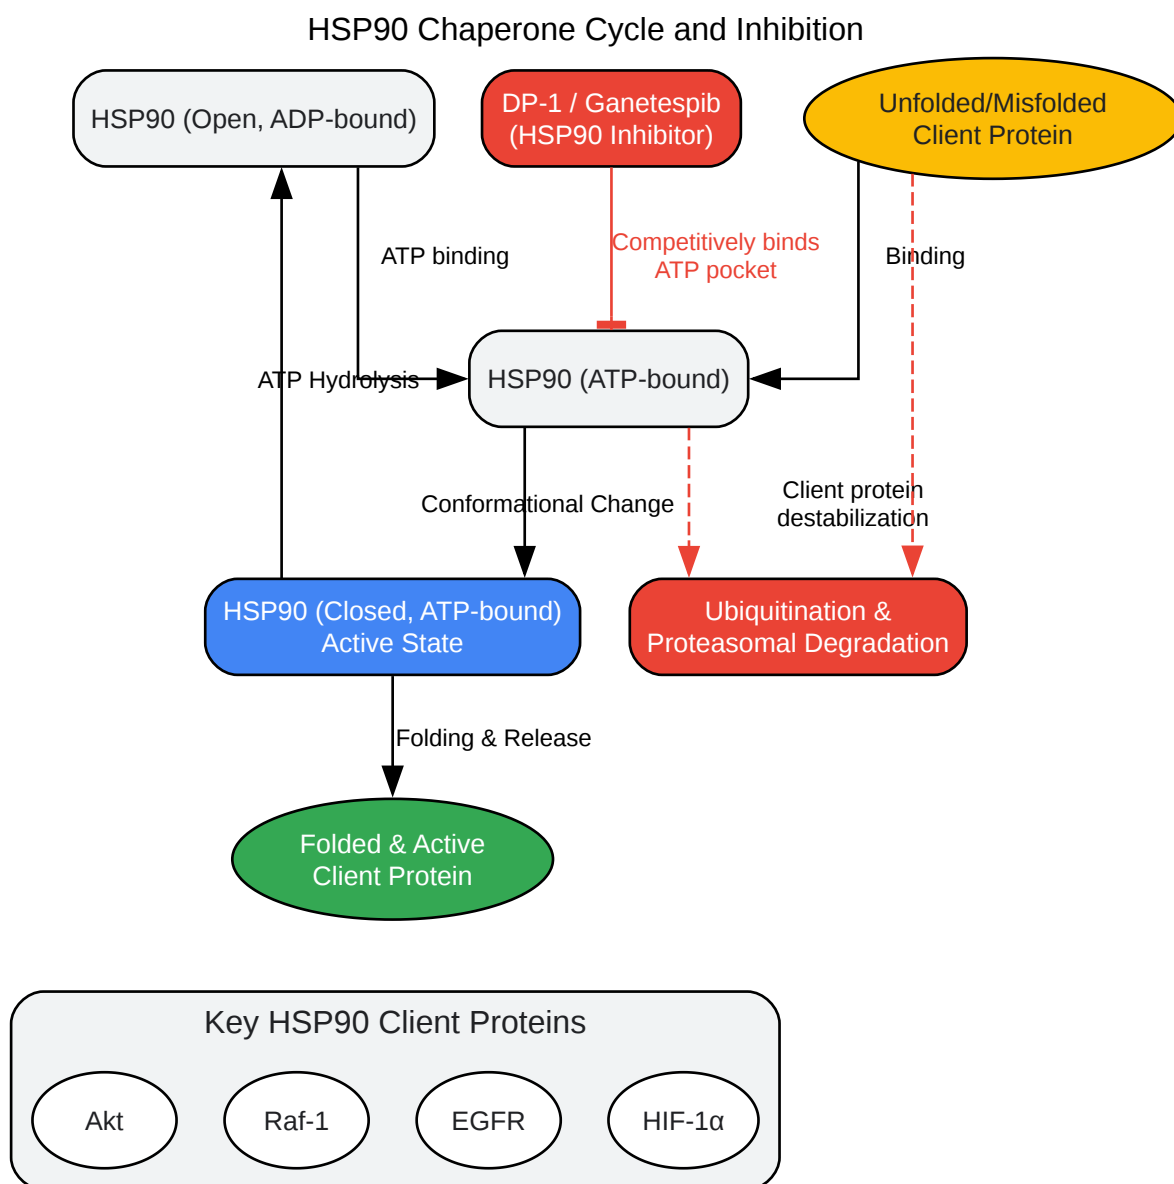 HSP90 Chaperone Cycle and Inhibition
HSP90 (Open, ADP-bound)
DP-1 / Ganetespib
(HSP90 Inhibitor)
Unfolded/Misfolded
Client Protein
ATP binding
Competitively binds
ATP pocket
Binding
ATP Hydrolysis
HSP90 (ATP-bound)
Conformational Change
Client protein
destabilization
HSP90 (Closed, ATP-bound)
Active State
Ubiquitination &
Proteasomal Degradation
Folding & Release
Folded & Active
Client Protein
Key HSP90 Client Proteins
Akt
Raf-1
EGFR
HIF-1α